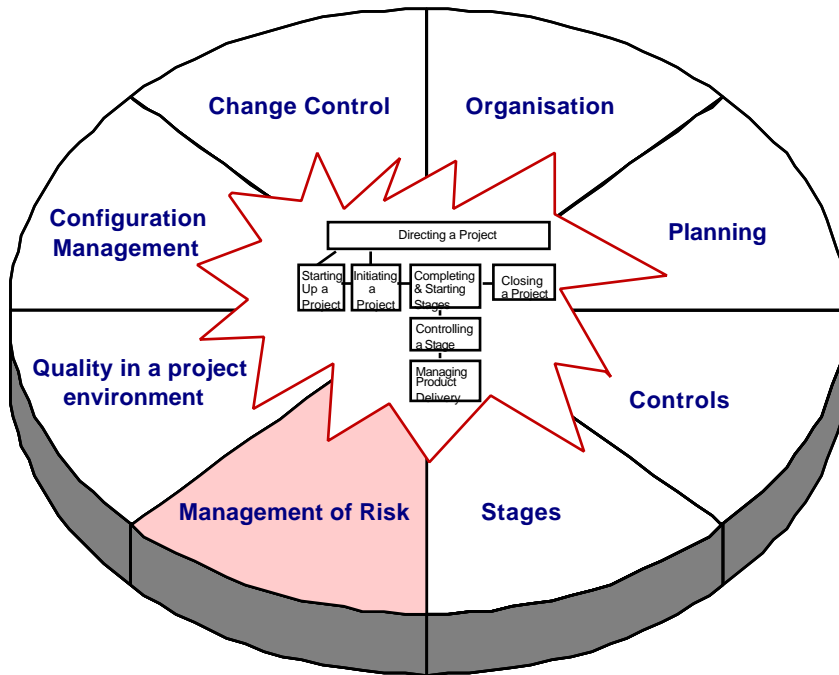 Change Control
Organisation
Configuration
Management
Planning
Directing a Project
Starting
Up a
Project
Initiating
a
Project
Completing
& Starting
Stages
Closing
a Project
Controlling
a Stage
Managing
Product
Delivery
Quality in a project
environment
Controls
Management of Risk
Stages